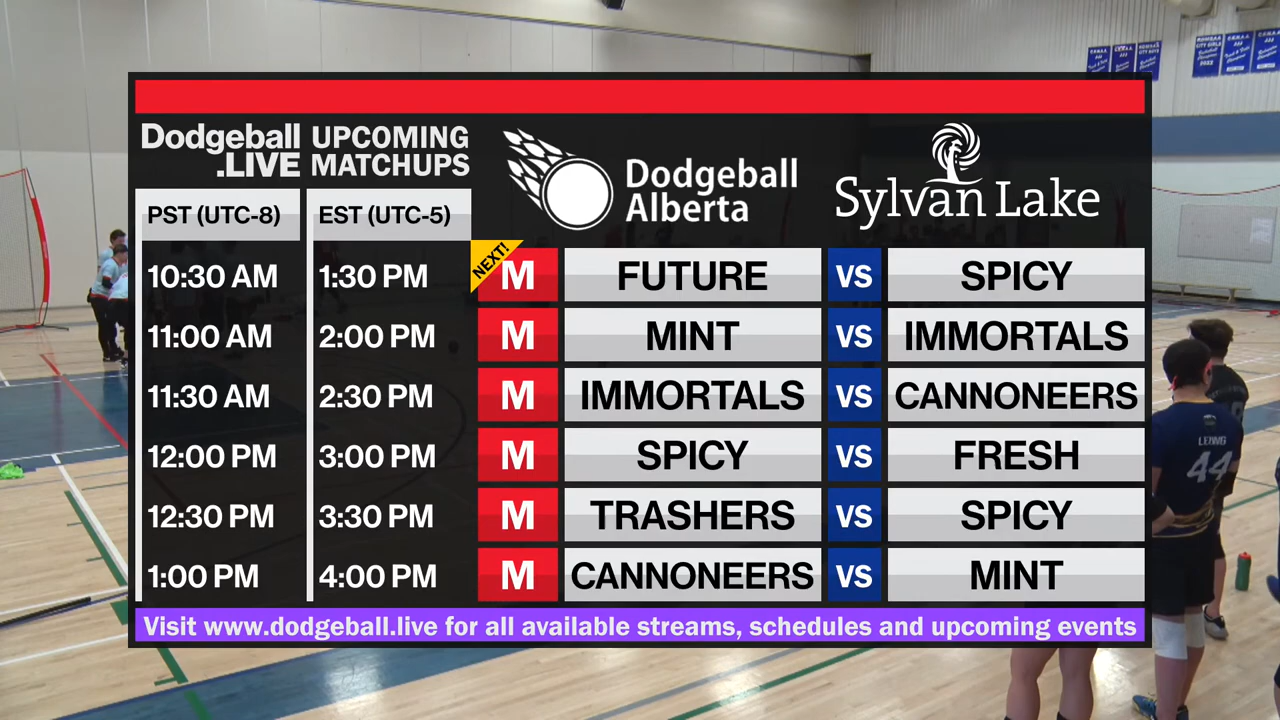 Dodgeball
.LIVE
UPCOMING
MATCHUPS
Dodgeball
Alberta
Sylvan Lake
PST (UTC-8) EST (UTC-5)
NEXT!
10:30 AM 1:30 PM M FUTURE VS SPICY
11:00 AM 2:00 PM M MINT VS IMMORTALS
11:30 AM 2:30 PM M IMMORTALS VS CANNONEERS
12:00 PM 3:00 PM M SPICY VS FRESH
12:30 PM 3:30 PM M TRASHERS VS SPICY
1:00 PM 4:00 PM M CANNONEERS VS MINT
Visit www.dodgeball.live for all available streams, schedules and upcoming events
44